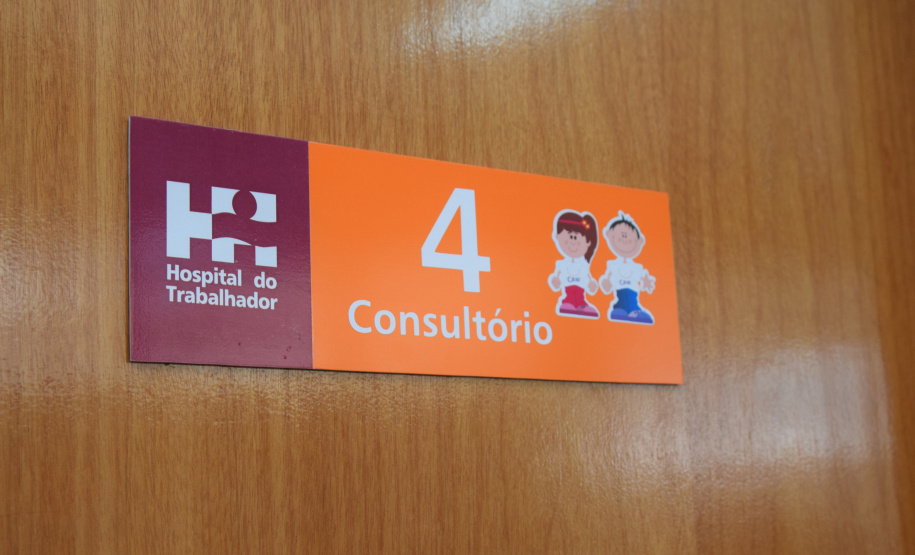 Hospital do
Trabalhador
4
Consultório